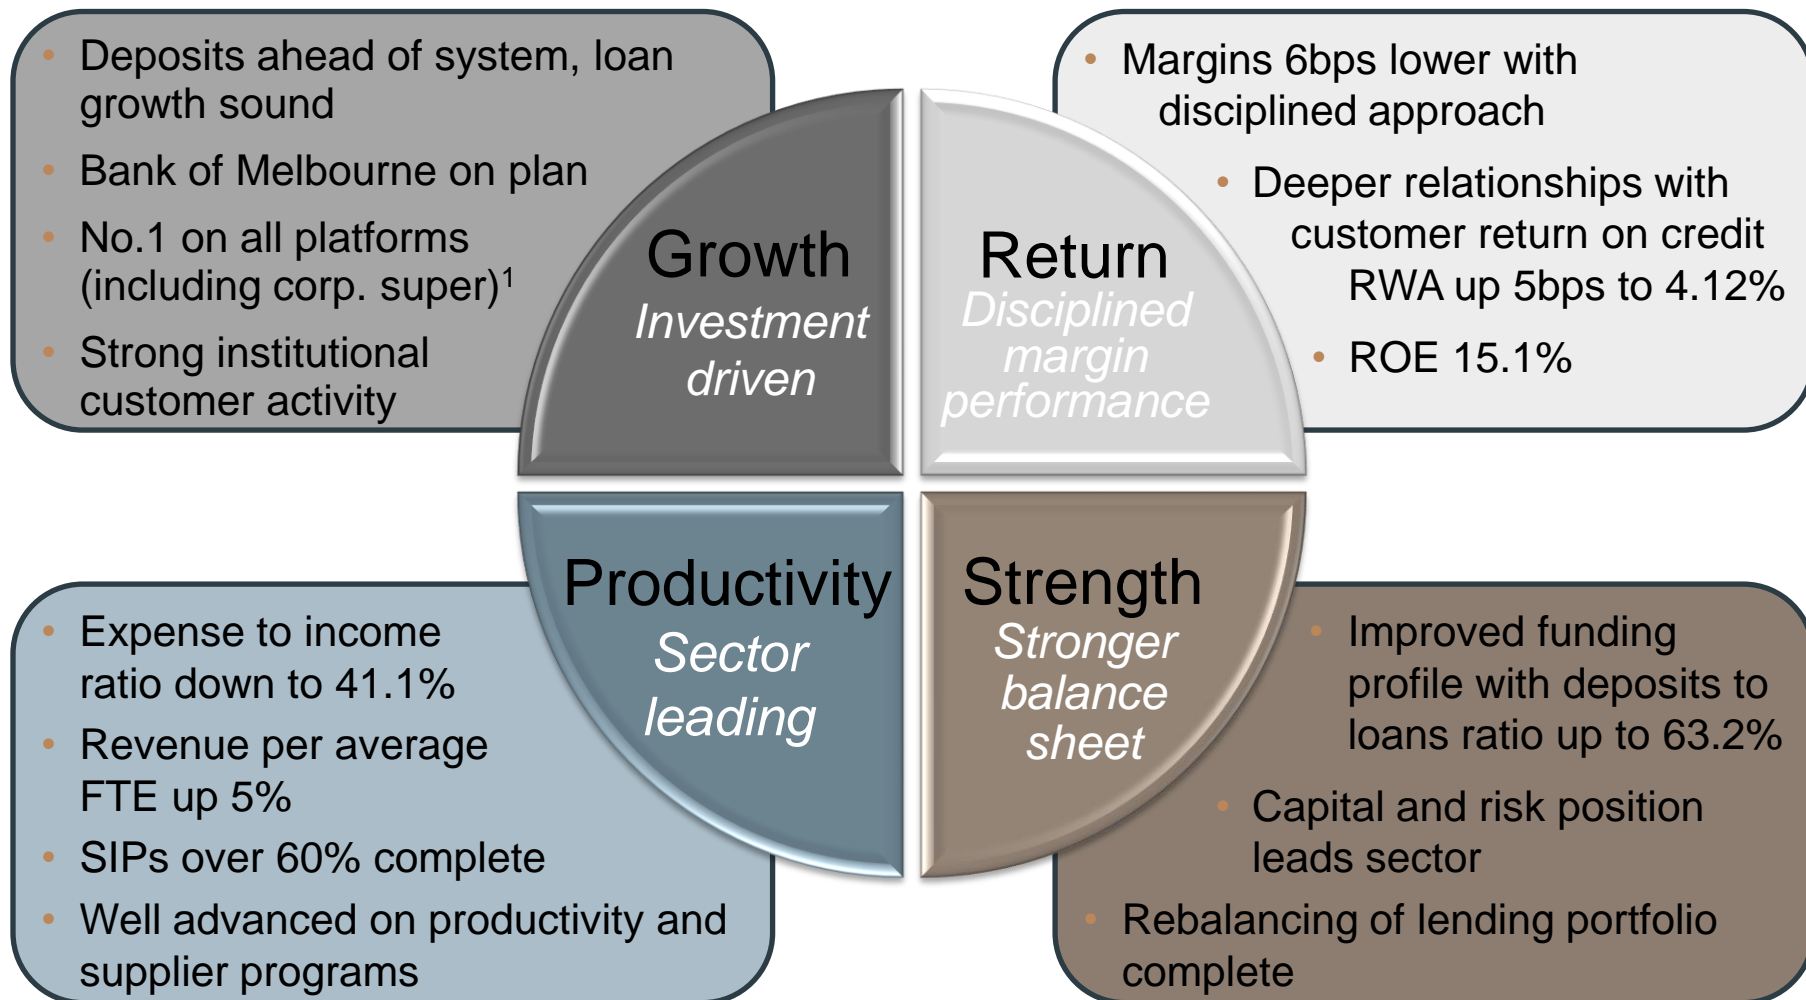 • Deposits ahead of system, loan
growth sound
• Bank of Melbourne on plan
• No.1 on all platforms
(including corp. super)¹
• Strong institutional
customer activity
Growth
Investment
driven
Return
Disciplined
margin
performance
• Margins 6bps lower with
disciplined approach
• Deeper relationships with
customer return on credit
RWA up 5bps to 4.12%
• ROE 15.1%
• Expense to income
ratio down to 41.1%
• Revenue per average
FTE up 5%
• SIPs over 60% complete
• Well advanced on productivity and
supplier programs
Productivity
Sector
leading
Strength
Stronger
balance
sheet
• Improved funding
profile with deposits to
loans ratio up to 63.2%
• Capital and risk position
leads sector
• Rebalancing of lending portfolio
complete